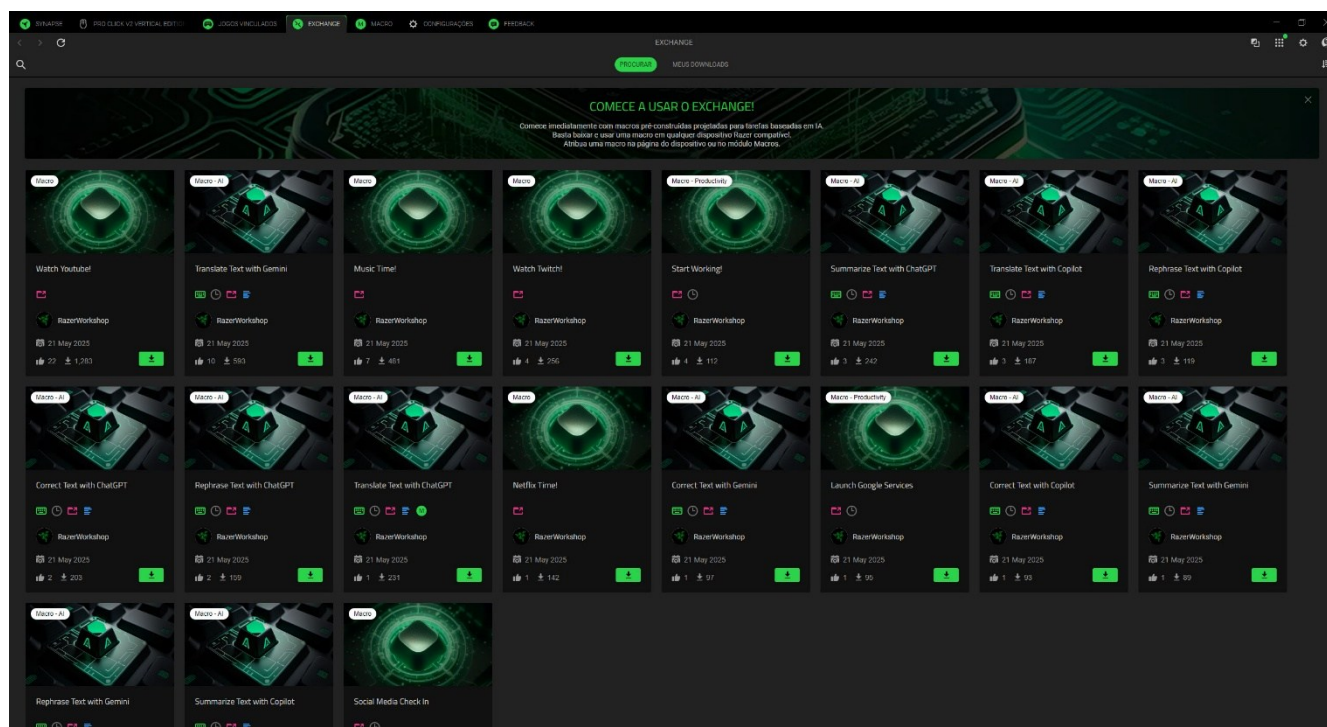 SYNAPSE
PRO CLICK V2 VERTICAL EDITIO
JOGOS VINCULADOS
EXCHANGE
MACRO
CONFIGURAÇÕES
FEEDBACK
EXCHANGE
PROCURAR
MEUS DOWNLOADS
COMECE A USAR O EXCHANGE!
Comece imediatamente com macros pré-construídas projetadas para tarefas baseadas em IA.
Basta baixar e usar uma macro em qualquer dispositivo Razer compatível.
Atribua uma macro na página do dispositivo ou no módulo Macros.
Macro
Watch Youtube!
RazerWorkshop
21 May 2025
22 1,283
Macro - AI
Translate Text with Gemini
RazerWorkshop
21 May 2025
10 593
Macro
Music Time!
RazerWorkshop
21 May 2025
7 481
Macro
Watch Twitch!
RazerWorkshop
21 May 2025
4 256
Macro - Productivity
Start Working!
RazerWorkshop
21 May 2025
4 112
Macro - AI
Summarize Text with ChatGPT
RazerWorkshop
21 May 2025
3 242
Macro - AI
Translate Text with Copilot
RazerWorkshop
21 May 2025
3 187
Macro - AI
Rephrase Text with Copilot
RazerWorkshop
21 May 2025
3 119
Macro - AI
Correct Text with ChatGPT
RazerWorkshop
21 May 2025
2 203
Macro - AI
Rephrase Text with ChatGPT
RazerWorkshop
21 May 2025
2 159
Macro - AI
Translate Text with ChatGPT
RazerWorkshop
21 May 2025
1 231
Macro
Netflix Time!
RazerWorkshop
21 May 2025
1 142
Macro - AI
Correct Text with Gemini
RazerWorkshop
21 May 2025
1 97
Macro - Productivity
Launch Google Services
RazerWorkshop
21 May 2025
1 95
Macro - AI
Correct Text with Copilot
RazerWorkshop
21 May 2025
1 93
Macro - AI
Summarize Text with Gemini
RazerWorkshop
21 May 2025
1 89
Macro - AI
Rephrase Text with Gemini
Macro - AI
Summarize Text with Copilot
Macro
Social Media Check In